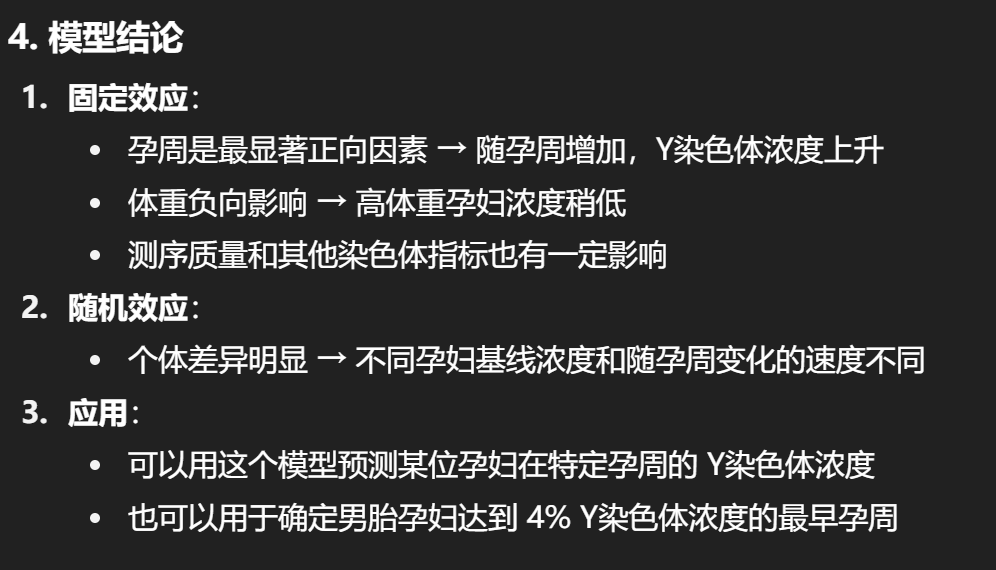 4. 模型结论
1. 固定效应：
• 孕周是最显著正向因素 → 随孕周增加，Y染色体浓度上升
• 体重负向影响 → 高体重孕妇浓度稍低
• 测序质量和其他染色体指标也有一定影响
2. 随机效应：
• 个体差异明显 → 不同孕妇基线浓度和随孕周变化的速度不同
3. 应用：
• 可以用这个模型预测某位孕妇在特定孕周的 Y染色体浓度
• 也可以用于确定男胎孕妇达到 4% Y染色体浓度的最早孕周